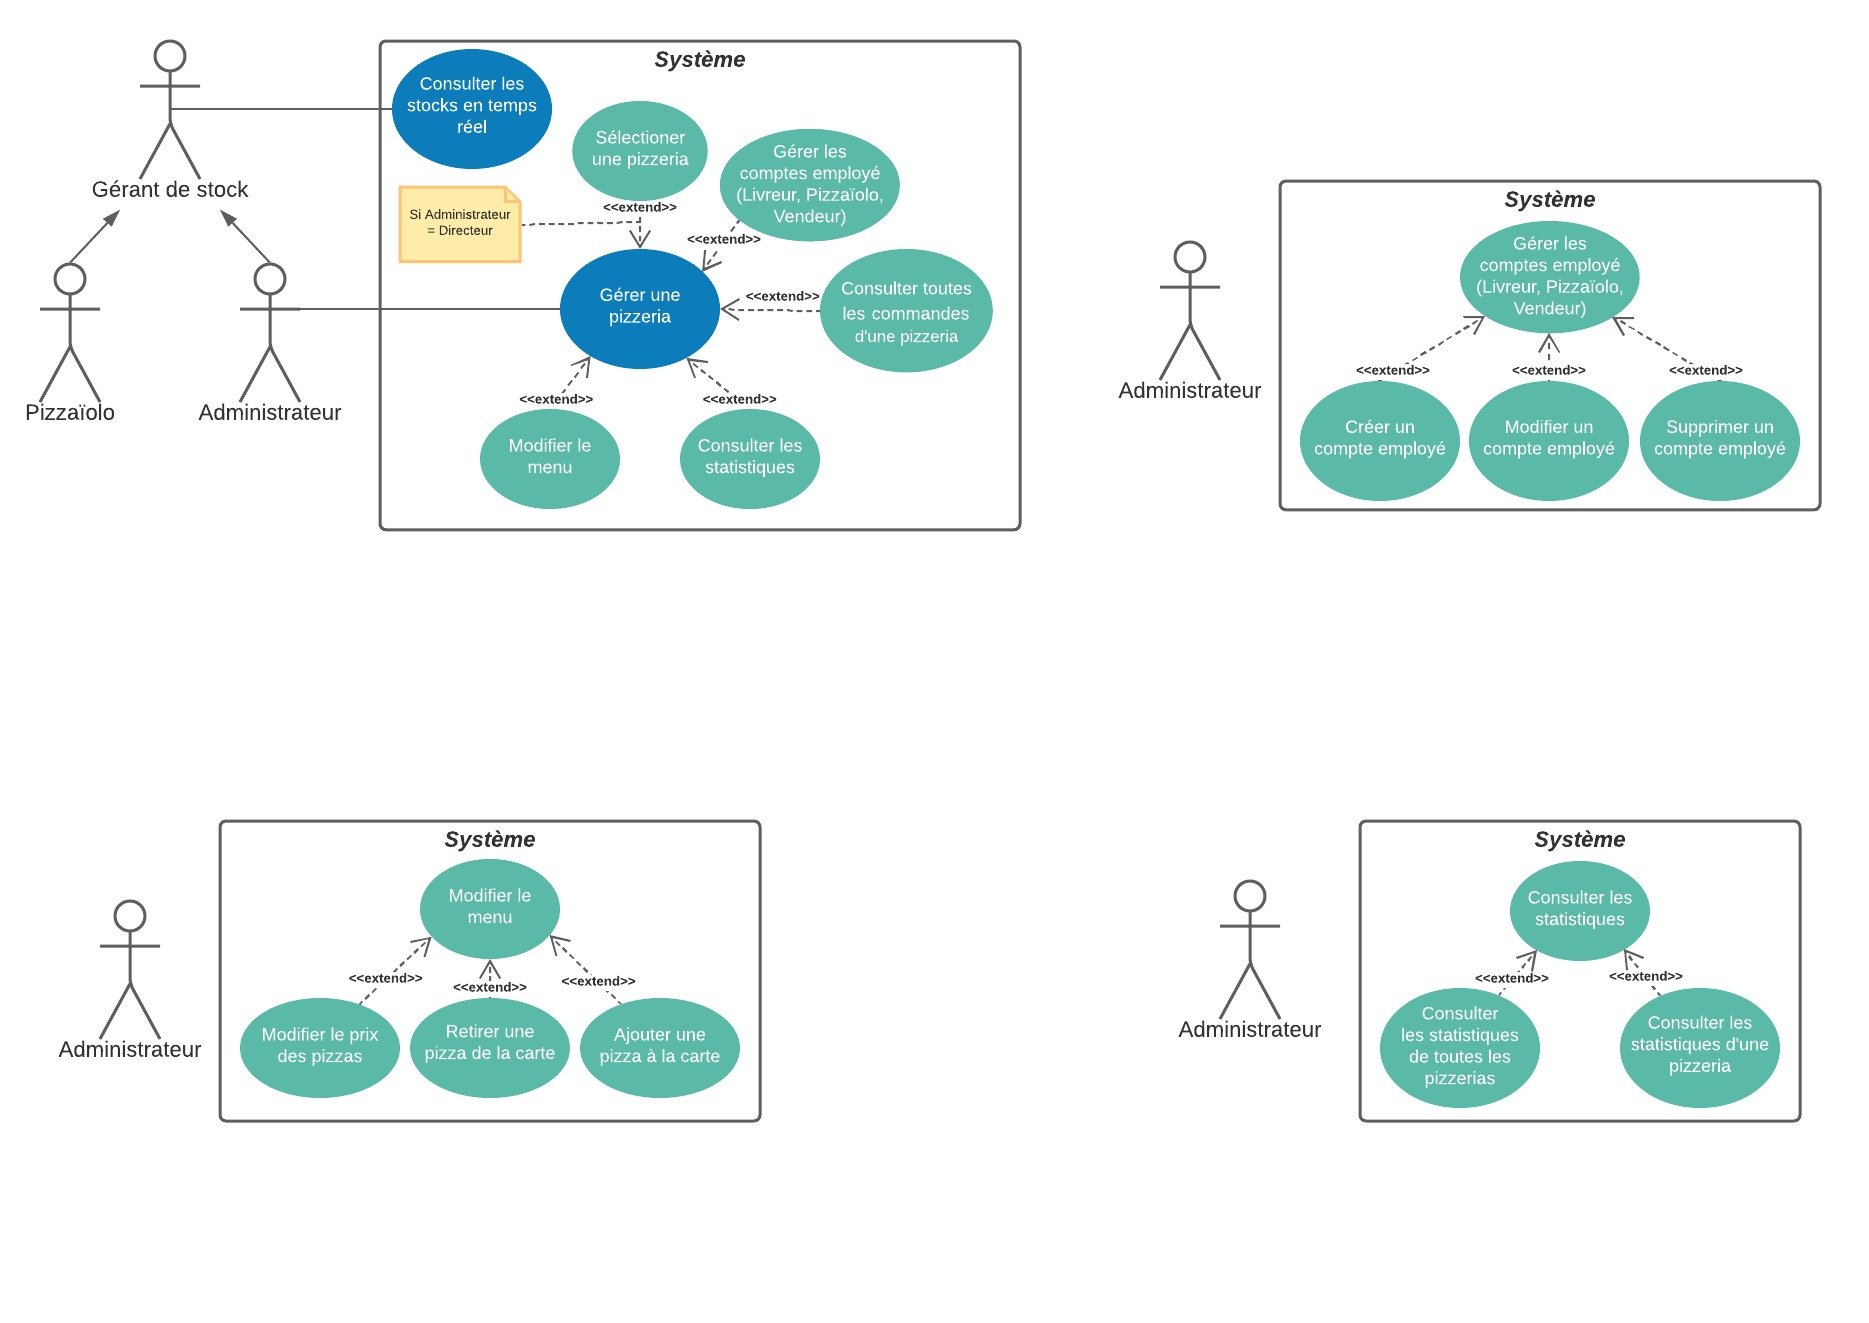 Système
Consulter les
stocks en temps
réel
Sélectioner
une pizzeria
Gérer les
comptes employé
(Livreur, Pizzaïolo,
Vendeur)
Gérant de stock
Si Administrateur
= Directeur
<<extend>>
<<extend>>
Gérer une
pizzeria
<<extend>>
Consulter toutes
les commandes
d'une pizzeria
Pizzaïolo
Administrateur
<<extend>>
<<extend>>
Modifier le
menu
Consulter les
statistiques
Système
Gérer les
comptes employé
(Livreur, Pizzaïolo,
Vendeur)
Administrateur
<<extend>>
<<extend>>
<<extend>>
Créer un
compte employé
Modifier un
compte employé
Supprimer un
compte employé
Système
Modifier le
menu
Administrateur
<<extend>>
<<extend>>
<<extend>>
Modifier le prix
des pizzas
Retirer une
pizza de la carte
Ajouter une
pizza à la carte
Système
Consulter les
statistiques
Administrateur
<<extend>>
<<extend>>
Consulter
les statistiques
de toutes les
pizzerias
Consulter les
statistiques d'une
pizzeria